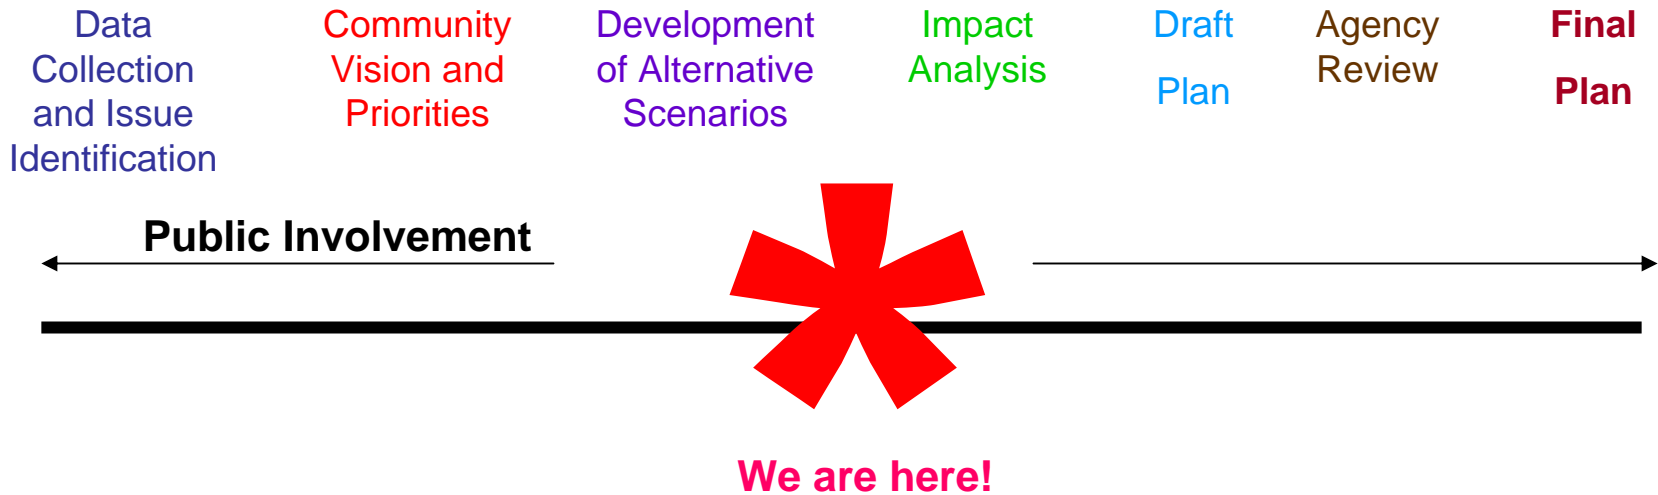 Data
Collection
and Issue
Identification
Community
Vision and
Priorities
Development
of Alternative
Scenarios
Impact
Analysis
Draft
Plan
Agency
Review
Final
Plan
Public Involvement
We are here!